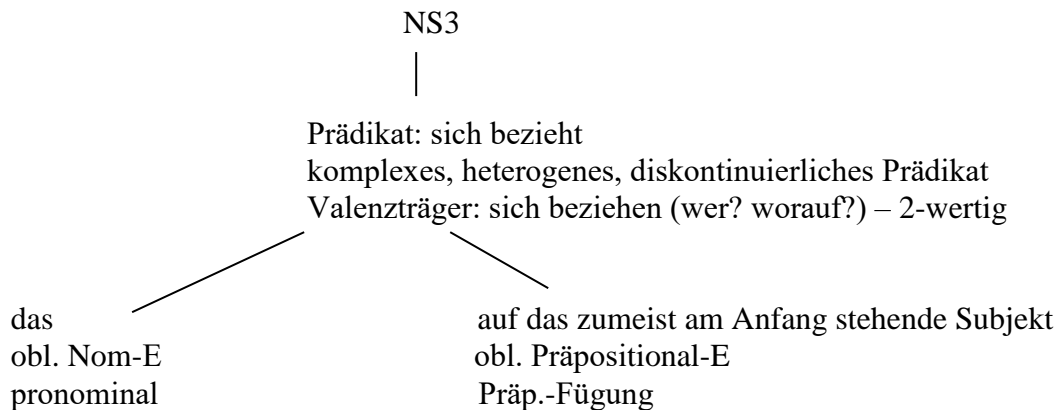 NS3
Prädikat: sich bezieht
komplexes, heterogenes, diskontinuierliches Prädikat
Valenzträger: sich beziehen (wer? worauf?) – 2-wertig
das
obl. Nom-E
pronominal
auf das zumeist am Anfang stehende Subjekt
obl. Präpositional-E
Präp.-Fügung